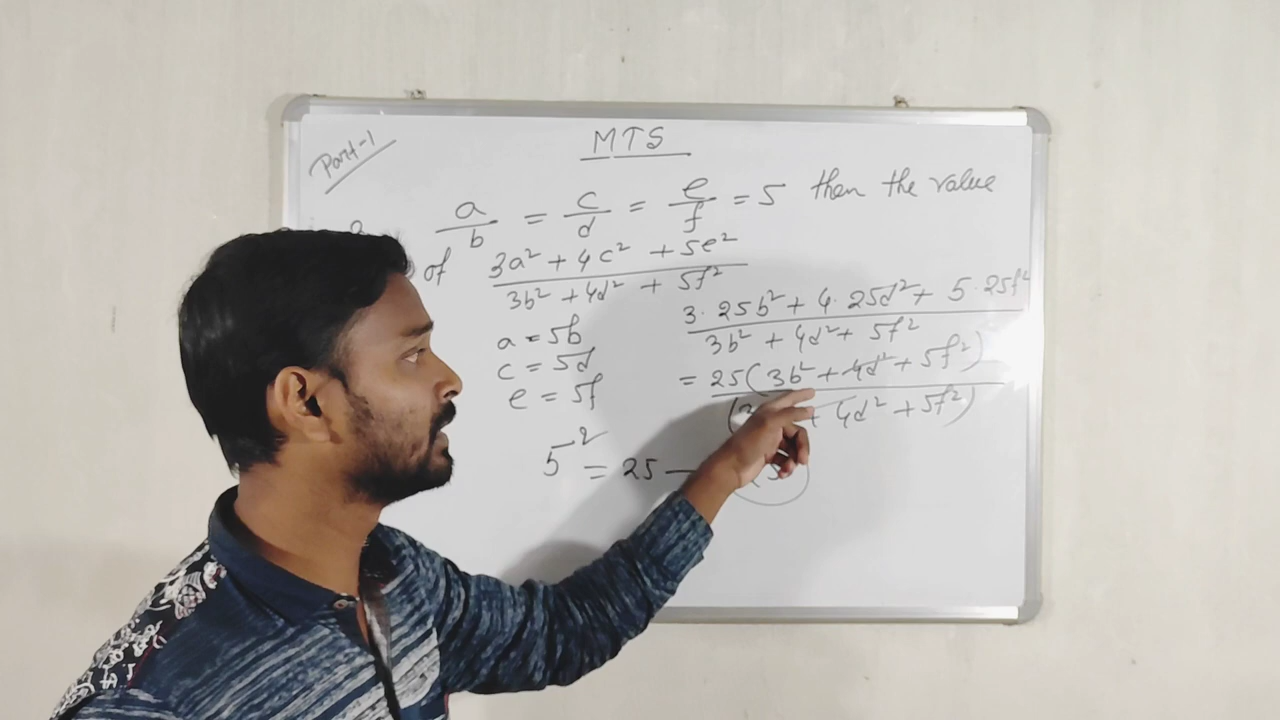 Part-1
MTS
a/b = c/d = e/f = 5 then the value
of (3a² + 4c² + 5e²)/(3b² + 4d² + 5f²)
a = 5b
c = 5d
e = 5f
(3·25b² + 4·25d² + 5·25f²)/(3b² + 4d² + 5f²)
= 25(3b² + 4d² + 5f²)/( + 4d² + 5f²)
5² = 25 —